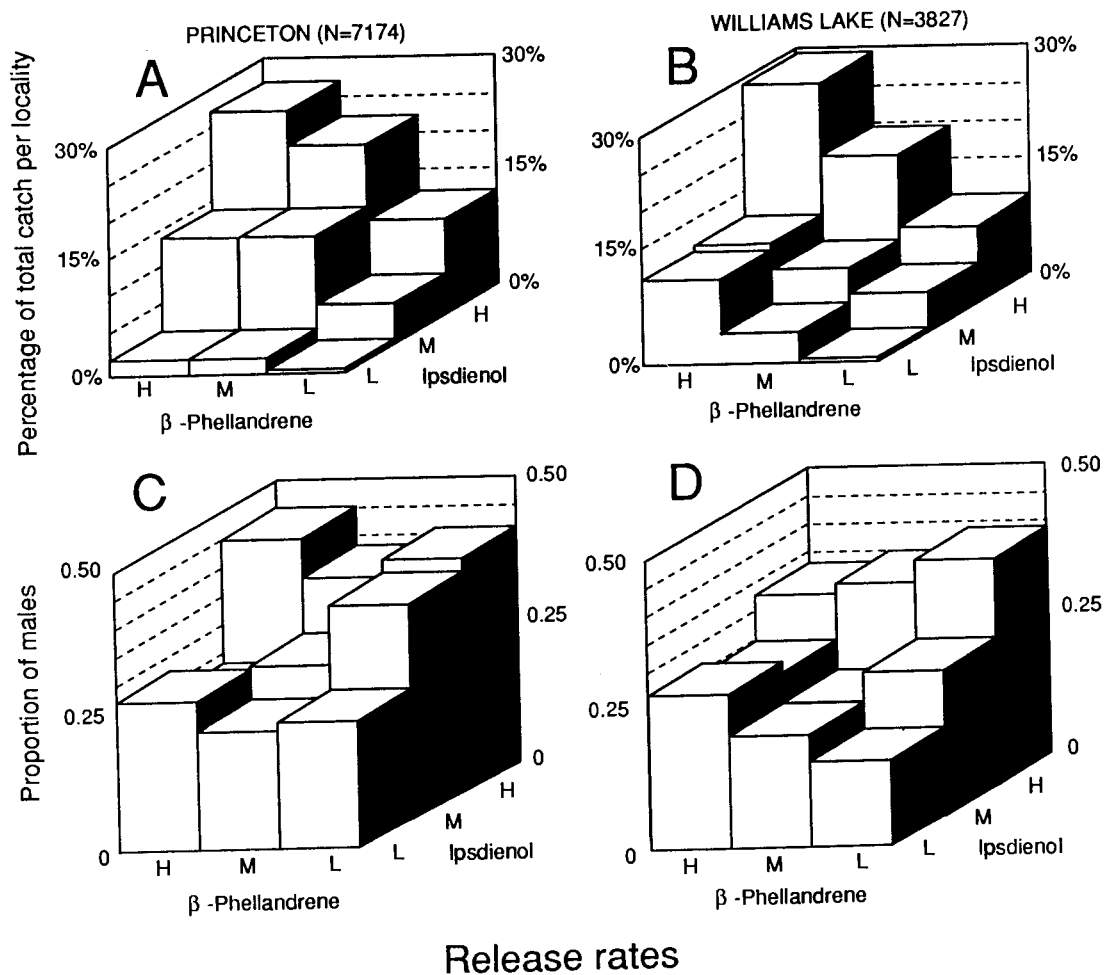 PRINCETON (N=7174)
WILLIAMS LAKE (N=3827)
Percentage of total catch per locality
A
30%
15%
0%
30%
15%
0%
H
M
L
L
M
H
Ipsdienol
β -Phellandrene
B
30%
15%
0%
30%
15%
0%
H
M
L
L
M
H
Ipsdienol
β -Phellandrene
Proportion of males
C
0.50
0.25
0
0.50
0.25
0
H
M
L
L
M
H
Ipsdienol
β -Phellandrene
D
0.50
0.25
0
0.50
0.25
0
H
M
L
L
M
H
Ipsdienol
β -Phellandrene
Release rates